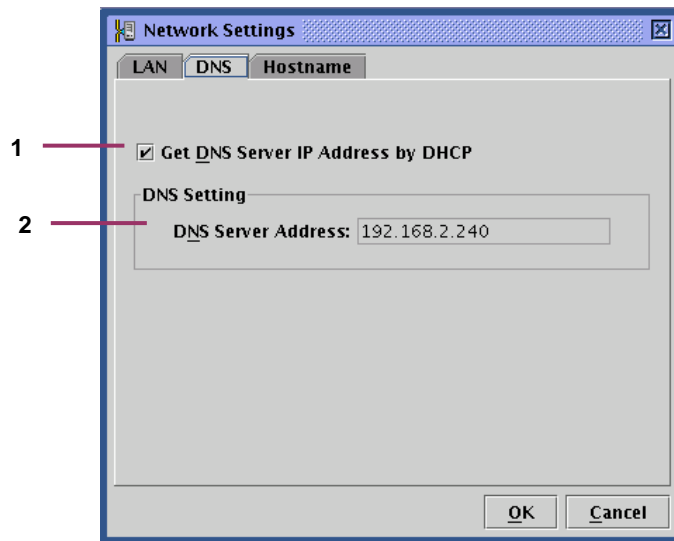 Network Settings
LAN DNS Hostname
1
Get DNS Server IP Address by DHCP
DNS Setting
2
DNS Server Address: 192.168.2.240
OK Cancel